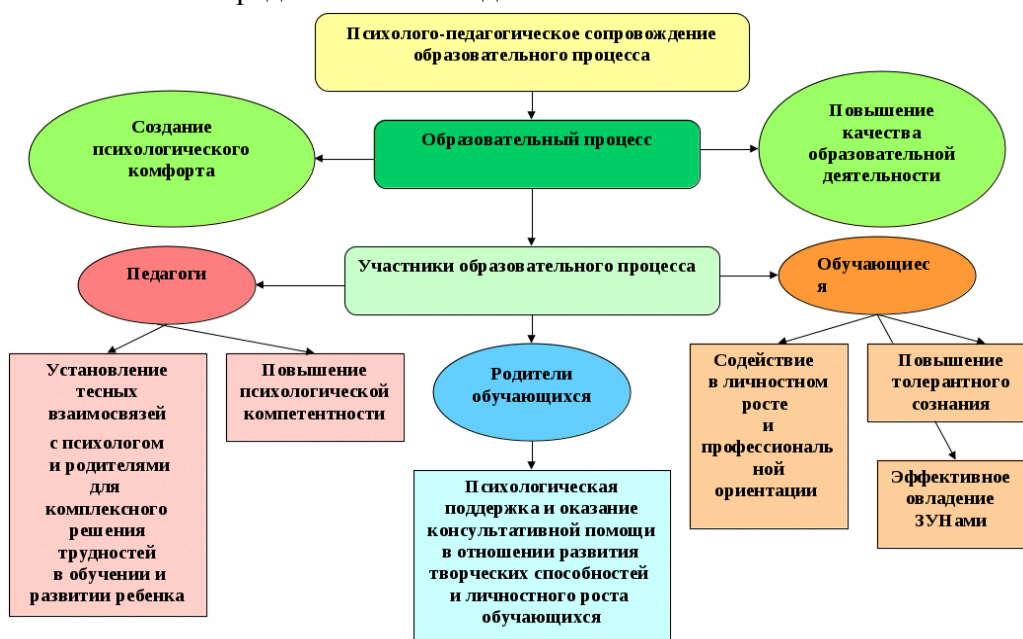 Психолого-педагогическое сопровождение
образовательного процесса
Создание
психологического
комфорта
Образовательный процесс
Повышение
качества
образовательной
деятельности
Педагоги
Участники образовательного процесса
Обучающиес
я
Установление
тесных
взаимосвязей
с психологом
и родителями
для
комплексного
решения
трудностей
в обучении и
развитии ребенка
Повышение
психологической
компетентности
Родители
обучающихся
Психологическая
поддержка и оказание
консультативной помощи
в отношении развития
творческих способностей
и личностного роста
обучающихся
Содействие
в личностном
росте
и
профессиональ
ной
ориентации
Повышение
толерантного
сознания
Эффективное
овладение
ЗУНами